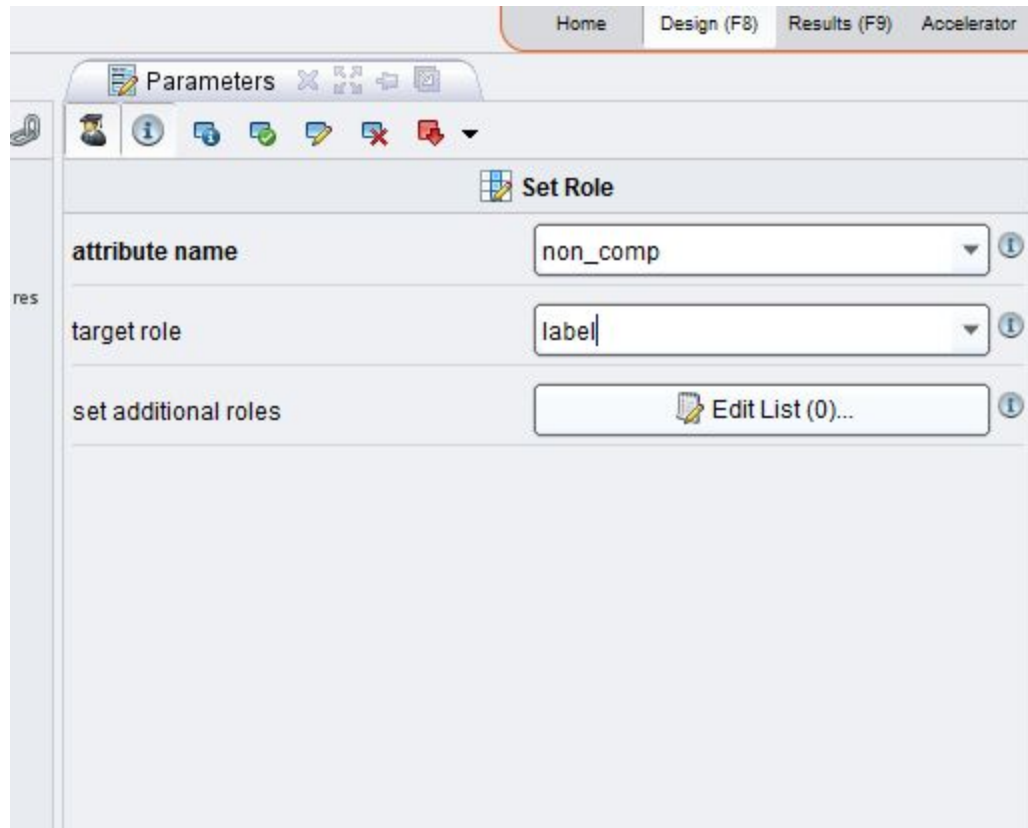 Home Design (F8) Results (F9) Accelerator
Parameters
Set Role
attribute name non_comp
res
target role label
set additional roles Edit List (0)...